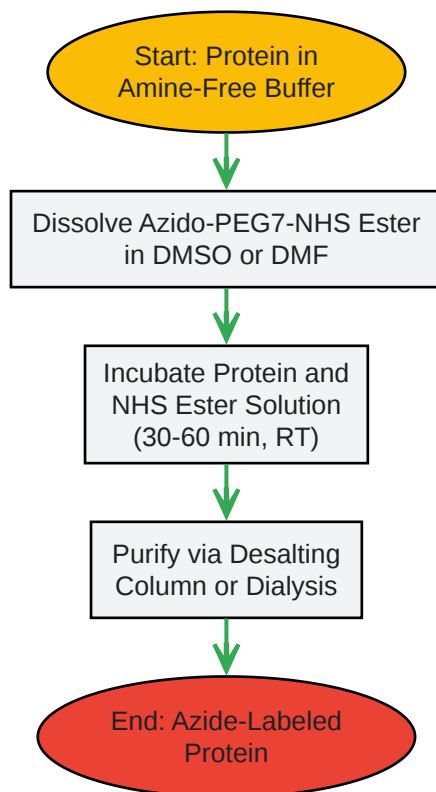 Start: Protein in
Amine-Free Buffer
Dissolve Azido-PEG7-NHS Ester
in DMSO or DMF
Incubate Protein and
NHS Ester Solution
(30-60 min, RT)
Purify via Desalting
Column or Dialysis
End: Azide-Labeled
Protein